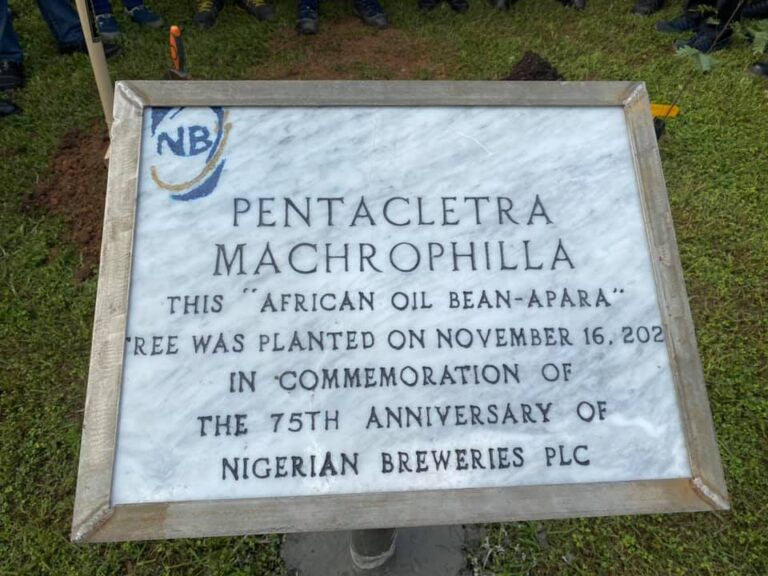 NB
PENTACLETRA
MACHROPHILLA
THIS "AFRICAN OIL BEAN-APARA"
TREE WAS PLANTED ON NOVEMBER 16, 202
IN COMMEMORATION OF
THE 75TH ANNIVERSARY OF
NIGERIAN BREWERIES PLC